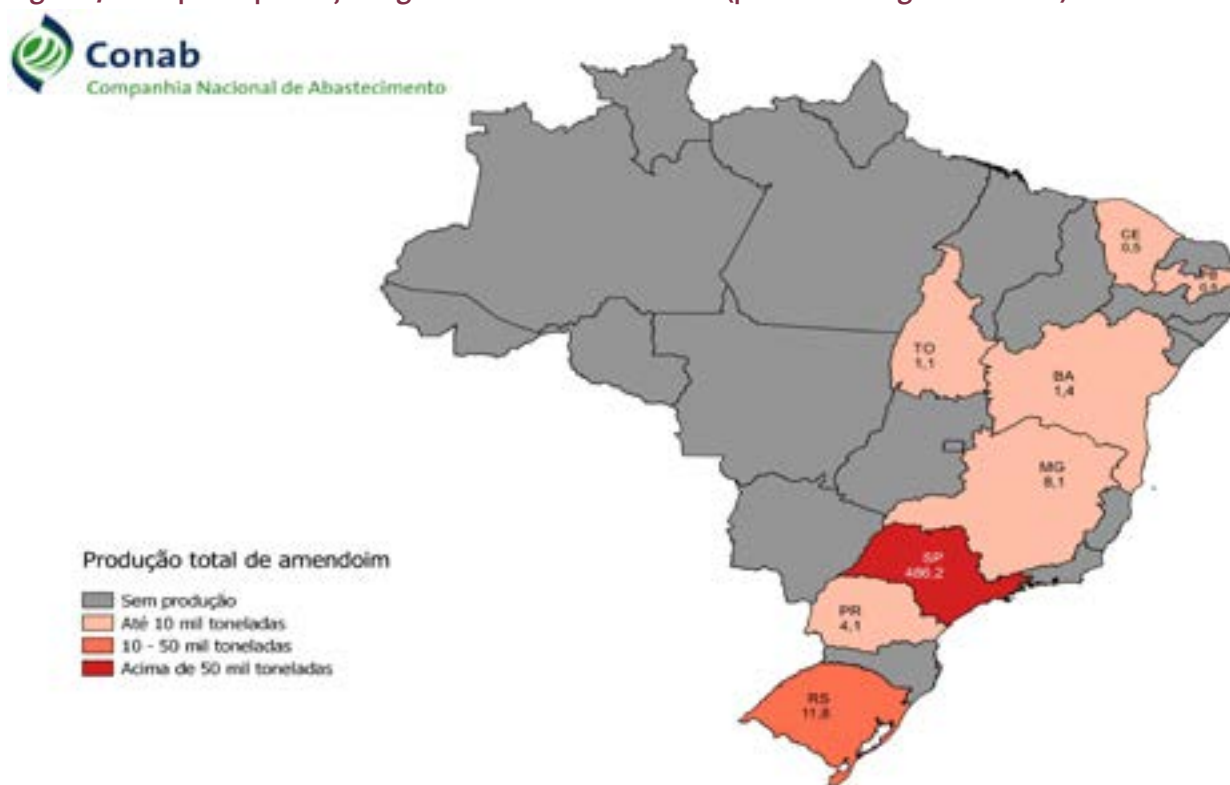 Conab
Companhia Nacional de Abastecimento
CE
0,5
PB
TO
1,1
BA
1,4
MG
8,1
SP
486,2
PR
4,1
RS
11,8
Produção total de amendoim
Sem produção
Até 10 mil toneladas
10 - 50 mil toneladas
Acima de 50 mil toneladas